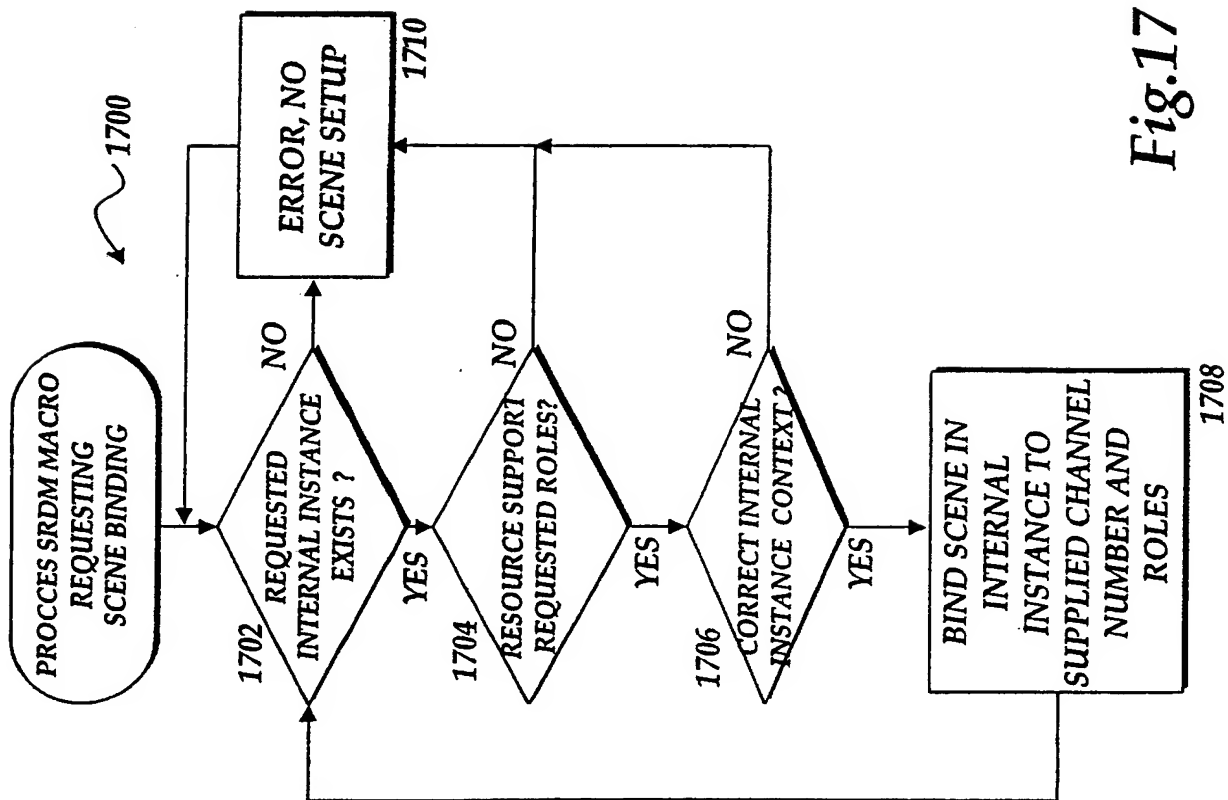 PROCCES SRDM MACRO
REQUESTING
SCENE BINDING
1700
1702
REQUESTED
INTERNAL INSTANCE
EXISTS ?
NO
YES
ERROR, NO
SCENE SETUP
1710
1704
RESOURCE SUPPORT
REQUESTED ROLES?
NO
YES
1706
CORRECT INTERNAL
INSTANCE CONTEXT ?
NO
YES
BIND SCENE IN
INTERNAL
INSTANCE TO
SUPPLIED CHANNEL
NUMBER AND
ROLES
1708
Fig.17